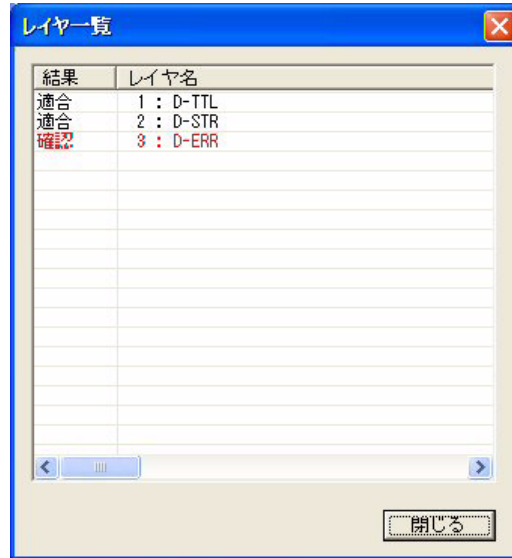 レイヤ一覧
結果 レイヤ名
適合 1 : D-TTL
適合 2 : D-STR
確認 3 : D-ERR
閉じる